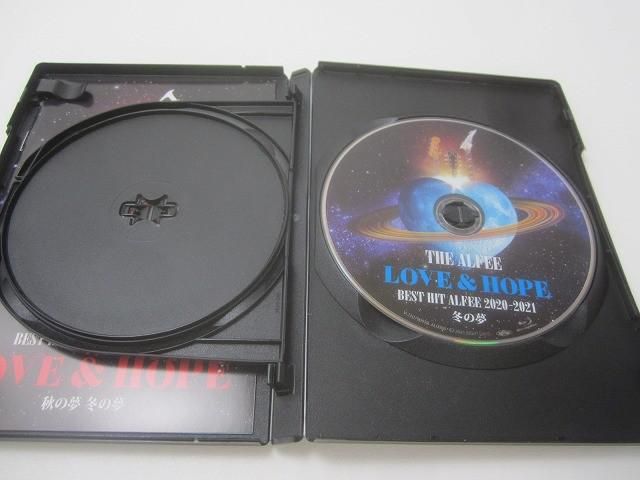 BEST
LOVE & HOPE
秋の夢 冬の夢
THE ALFEE
LOVE & HOPE
BEST HIT ALFEE 2020-2021
冬の夢